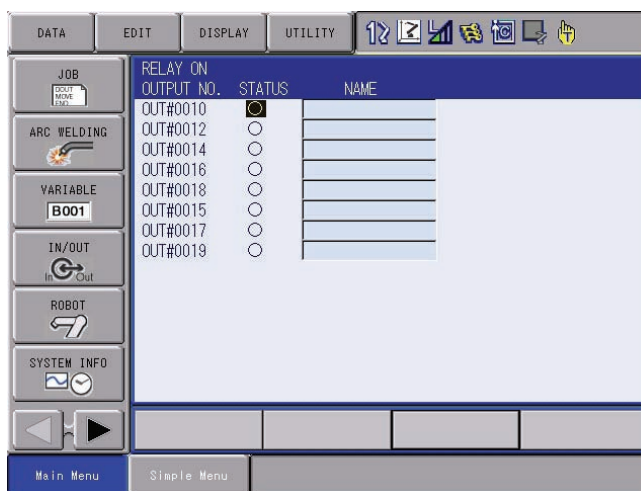 DATA EDIT DISPLAY UTILITY
JOB
DOUT
MOVE
END
ARC WELDING
VARIABLE
B001
IN/OUT
In Out
ROBOT
SYSTEM INFO
RELAY ON
OUTPUT NO. STATUS NAME
OUT#0010
OUT#0012
OUT#0014
OUT#0016
OUT#0018
OUT#0015
OUT#0017
OUT#0019
Main Menu Simple Menu